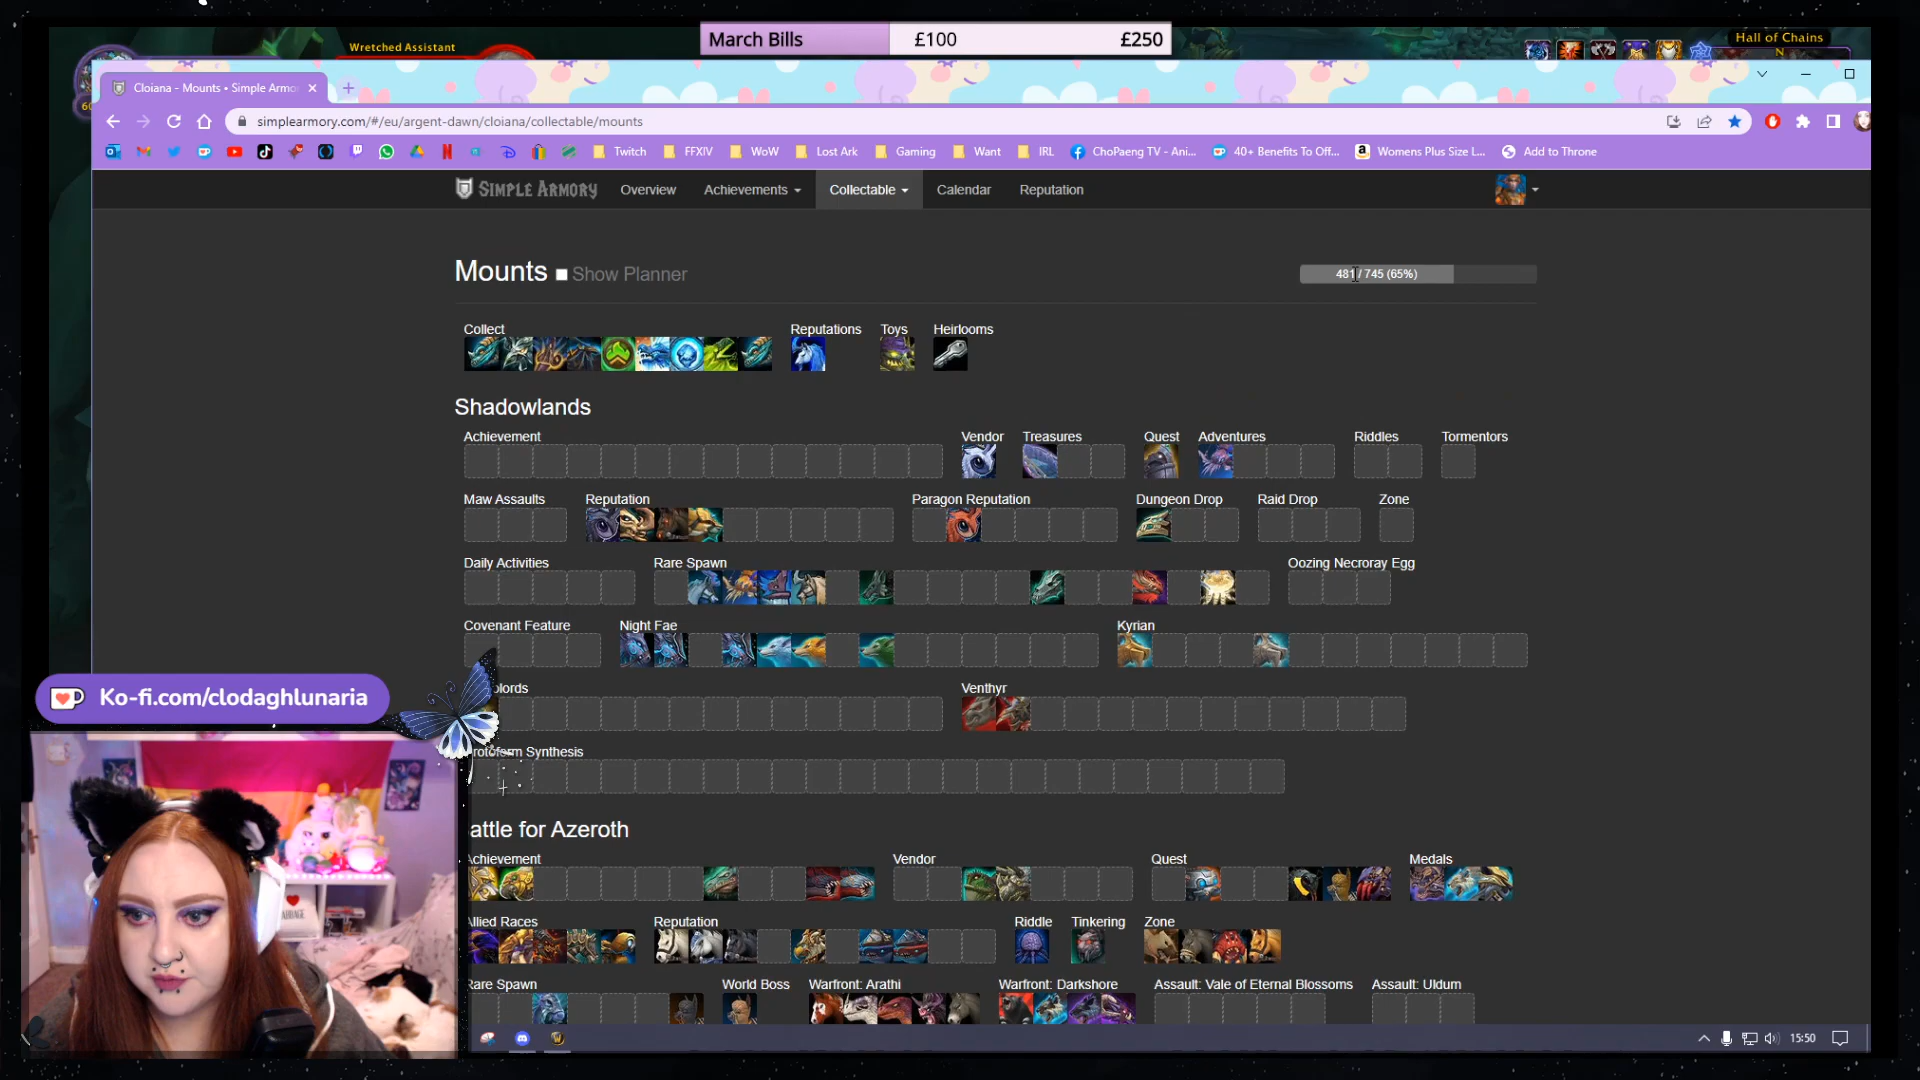 March Bills £100 £250
Wretched Assistant
Hall of Chains
N
60
Cloiana - Mounts • Simple Armo
simplearmory.com/#/eu/argent-dawn/cloiana/collectable/mounts
Twitch FFXIV WoW Lost Ark Gaming Want IRL ChoPaeng TV - Ani... 40+ Benefits To Off... Womens Plus Size L... Add to Throne
SIMPLE ARMORY Overview Achievements Collectable Calendar Reputation
Mounts Show Planner 481 / 745 (65%)
Collect Reputations Toys Heirlooms
Shadowlands
Achievement Vendor Treasures Quest Adventures Riddles Tormentors
Maw Assaults Reputation Paragon Reputation Dungeon Drop Raid Drop Zone
Daily Activities Rare Spawn Oozing Necroray Egg
Covenant Feature Night Fae Kyrian
lords Venthyr
Ko-fi.com/clodaghlunaria
rotoform Synthesis
attle for Azeroth
Achievement Vendor Quest Medals
Allied Races Reputation Riddle Tinkering Zone
Rare Spawn World Boss Warfront: Arathi Warfront: Darkshore Assault: Vale of Eternal Blossoms Assault: Uldum
15:50